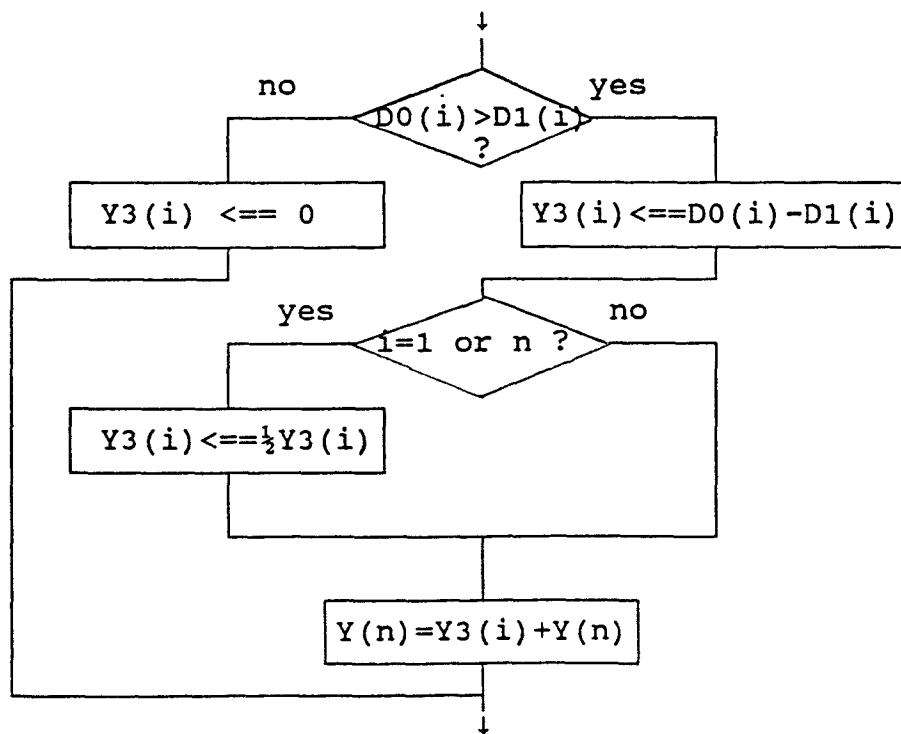 no
yes
D0(i)>D1(i)
?
Y3(i) <== 0
Y3(i)<==D0(i)-D1(i)
yes
no
i=1 or n ?
Y3(i)<==½Y3(i)
Y(n)=Y3(i)+Y(n)